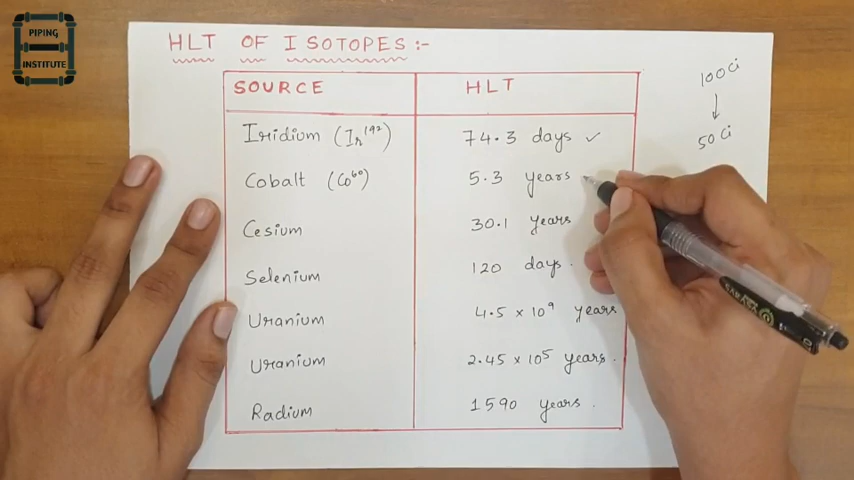 PIPING
INSTITUTE
HLT OF ISOTOPES :-
SOURCE HLT
Iridium (Ir¹⁹²) 74.3 days ✓
Cobalt (Co⁶⁰) 5.3 years
Cesium 30.1 years
Selenium 120 days.
Uranium 4.5 × 10⁹ years
Uranium 2.45 × 10⁵ years.
Radium 1590 years.
100 Ci
↓
50 Ci